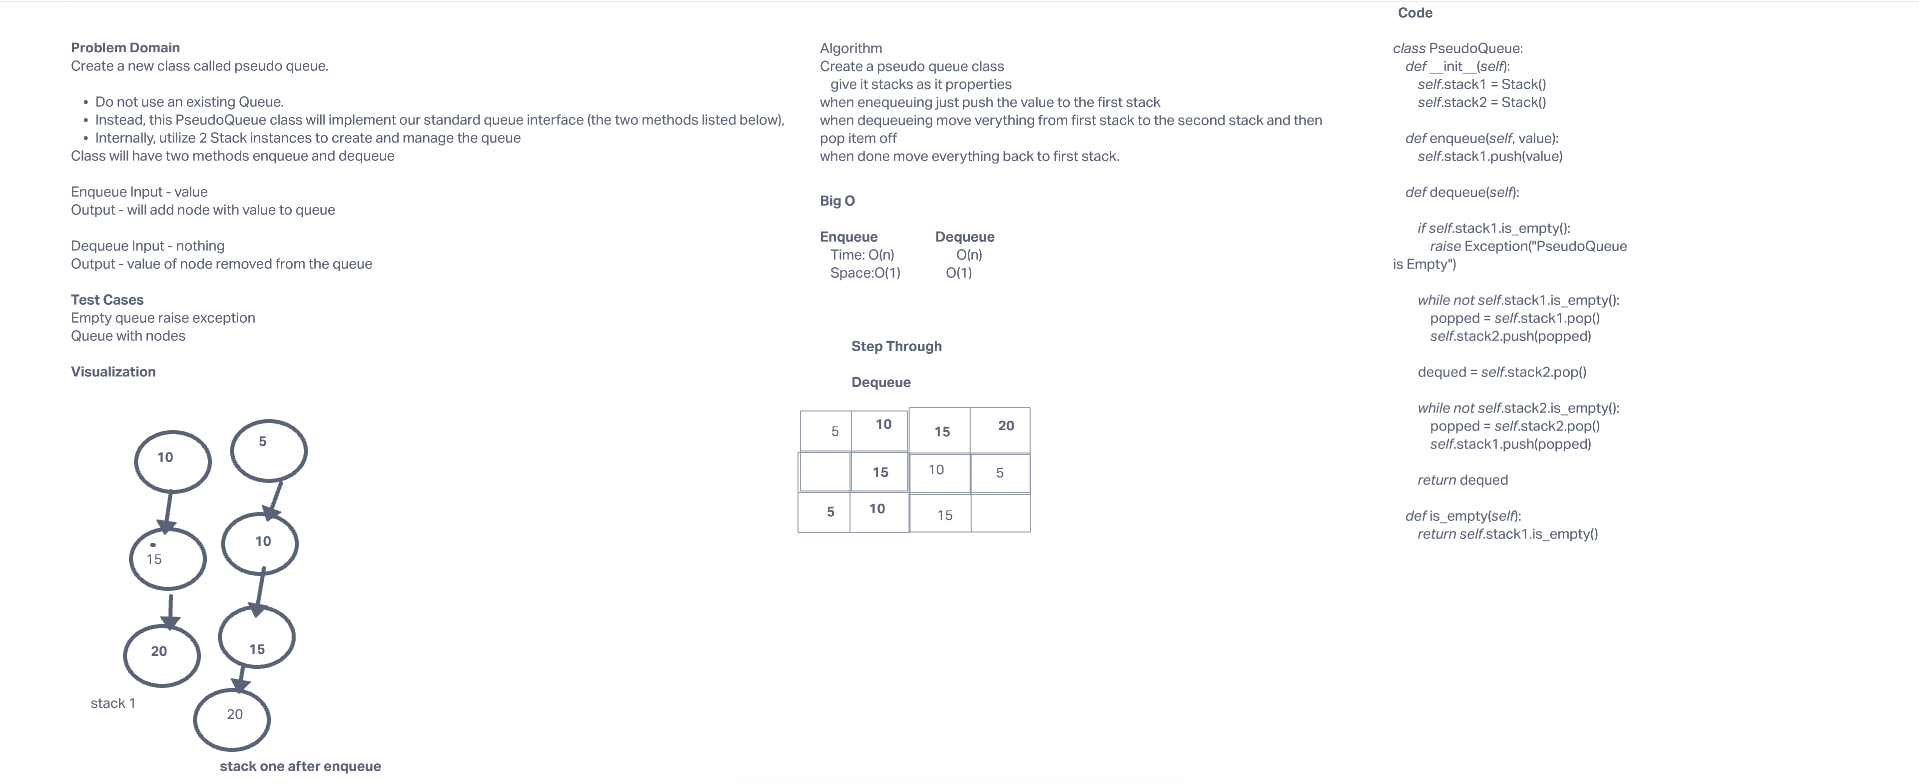 Problem Domain
Create a new class called pseudo queue.
• Do not use an existing Queue.
• Instead, this PseudoQueue class will implement our standard queue interface (the two methods listed below),
• Internally, utilize 2 Stack instances to create and manage the queue
Class will have two methods enqueue and dequeue
Enqueue Input - value
Output - will add node with value to queue
Dequeue Input - nothing
Output - value of node removed from the queue
Test Cases
Empty queue raise exception
Queue with nodes
Visualization
10
5
15
10
20
15
stack 1
20
stack one after enqueue
Algorithm
Create a pseudo queue class
give it stacks as it properties
when enequeuing just push the value to the first stack
when dequeueing move verything from first stack to the second stack and then
pop item off
when done move everything back to first stack.
Big O
Enqueue Dequeue
Time: O(n) O(n)
Space:O(1) O(1)
Step Through
Dequeue
5 10 15 20
15 10 5
5 10 15
Code
class PseudoQueue:
def __init__(self):
self.stack1 = Stack()
self.stack2 = Stack()
def enqueue(self, value):
self.stack1.push(value)
def dequeue(self):
if self.stack1.is_empty():
raise Exception("PseudoQueue
is Empty")
while not self.stack1.is_empty():
popped = self.stack1.pop()
self.stack2.push(popped)
dequed = self.stack2.pop()
while not self.stack2.is_empty():
popped = self.stack2.pop()
self.stack1.push(popped)
return dequed
def is_empty(self):
return self.stack1.is_empty()